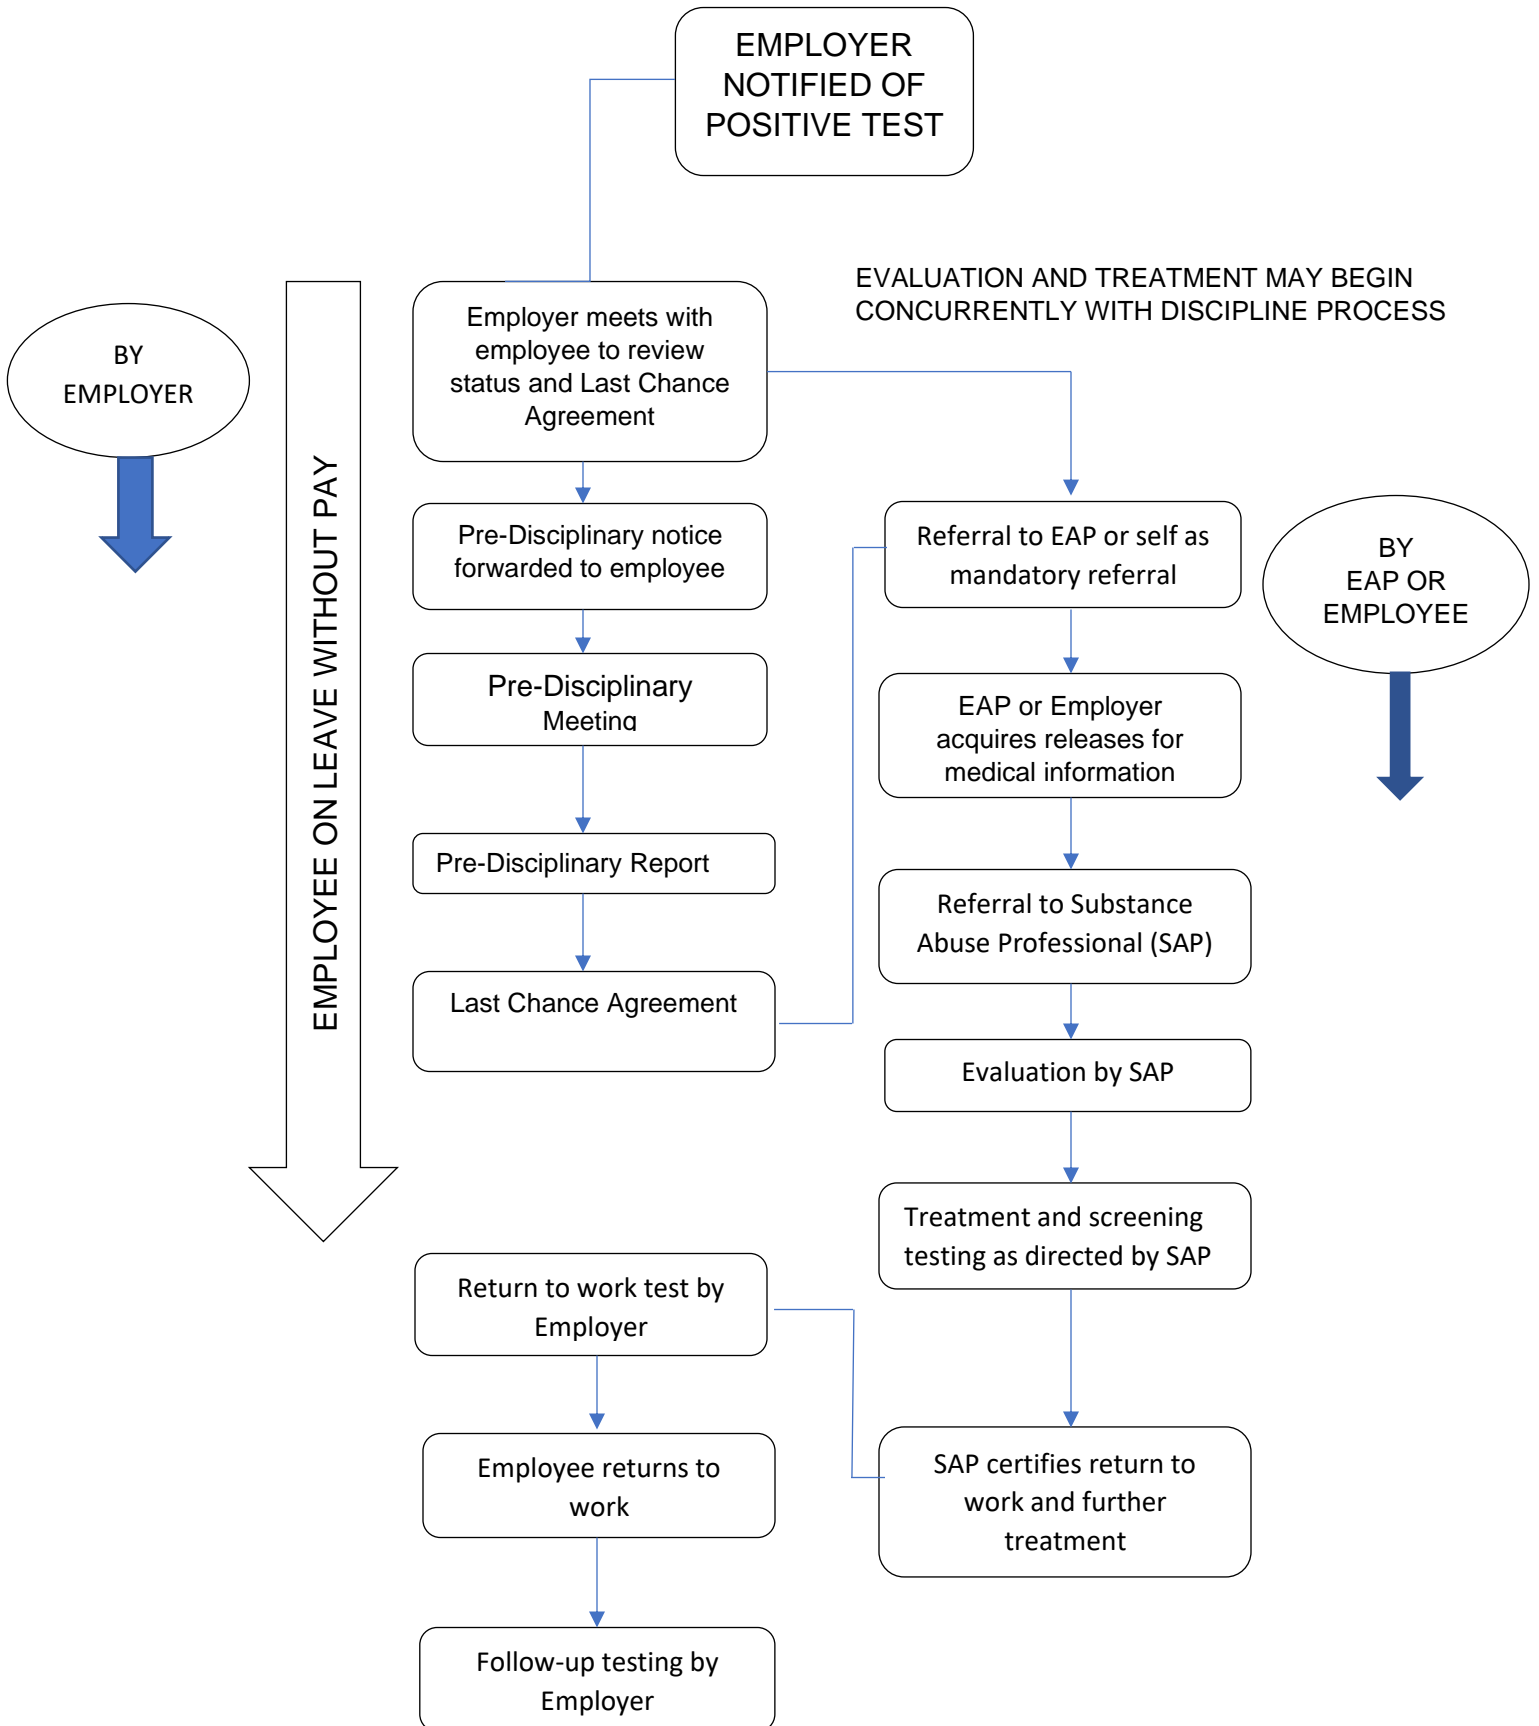 EMPLOYER
NOTIFIED OF
POSITIVE TEST
EVALUATION AND TREATMENT MAY BEGIN
CONCURRENTLY WITH DISCIPLINE PROCESS
BY
EMPLOYER
EMPLOYEE ON LEAVE WITHOUT PAY
Employer meets with
employee to review
status and Last Chance
Agreement
Pre-Disciplinary notice
forwarded to employee
Pre-Disciplinary
Meeting
Pre-Disciplinary Report
Last Chance Agreement
Referral to EAP or self as
mandatory referral
BY
EAP OR
EMPLOYEE
EAP or Employer
acquires releases for
medical information
Referral to Substance
Abuse Professional (SAP)
Evaluation by SAP
Treatment and screening
testing as directed by SAP
SAP certifies return to
work and further
treatment
Return to work test by
Employer
Employee returns to
work
Follow-up testing by
Employer